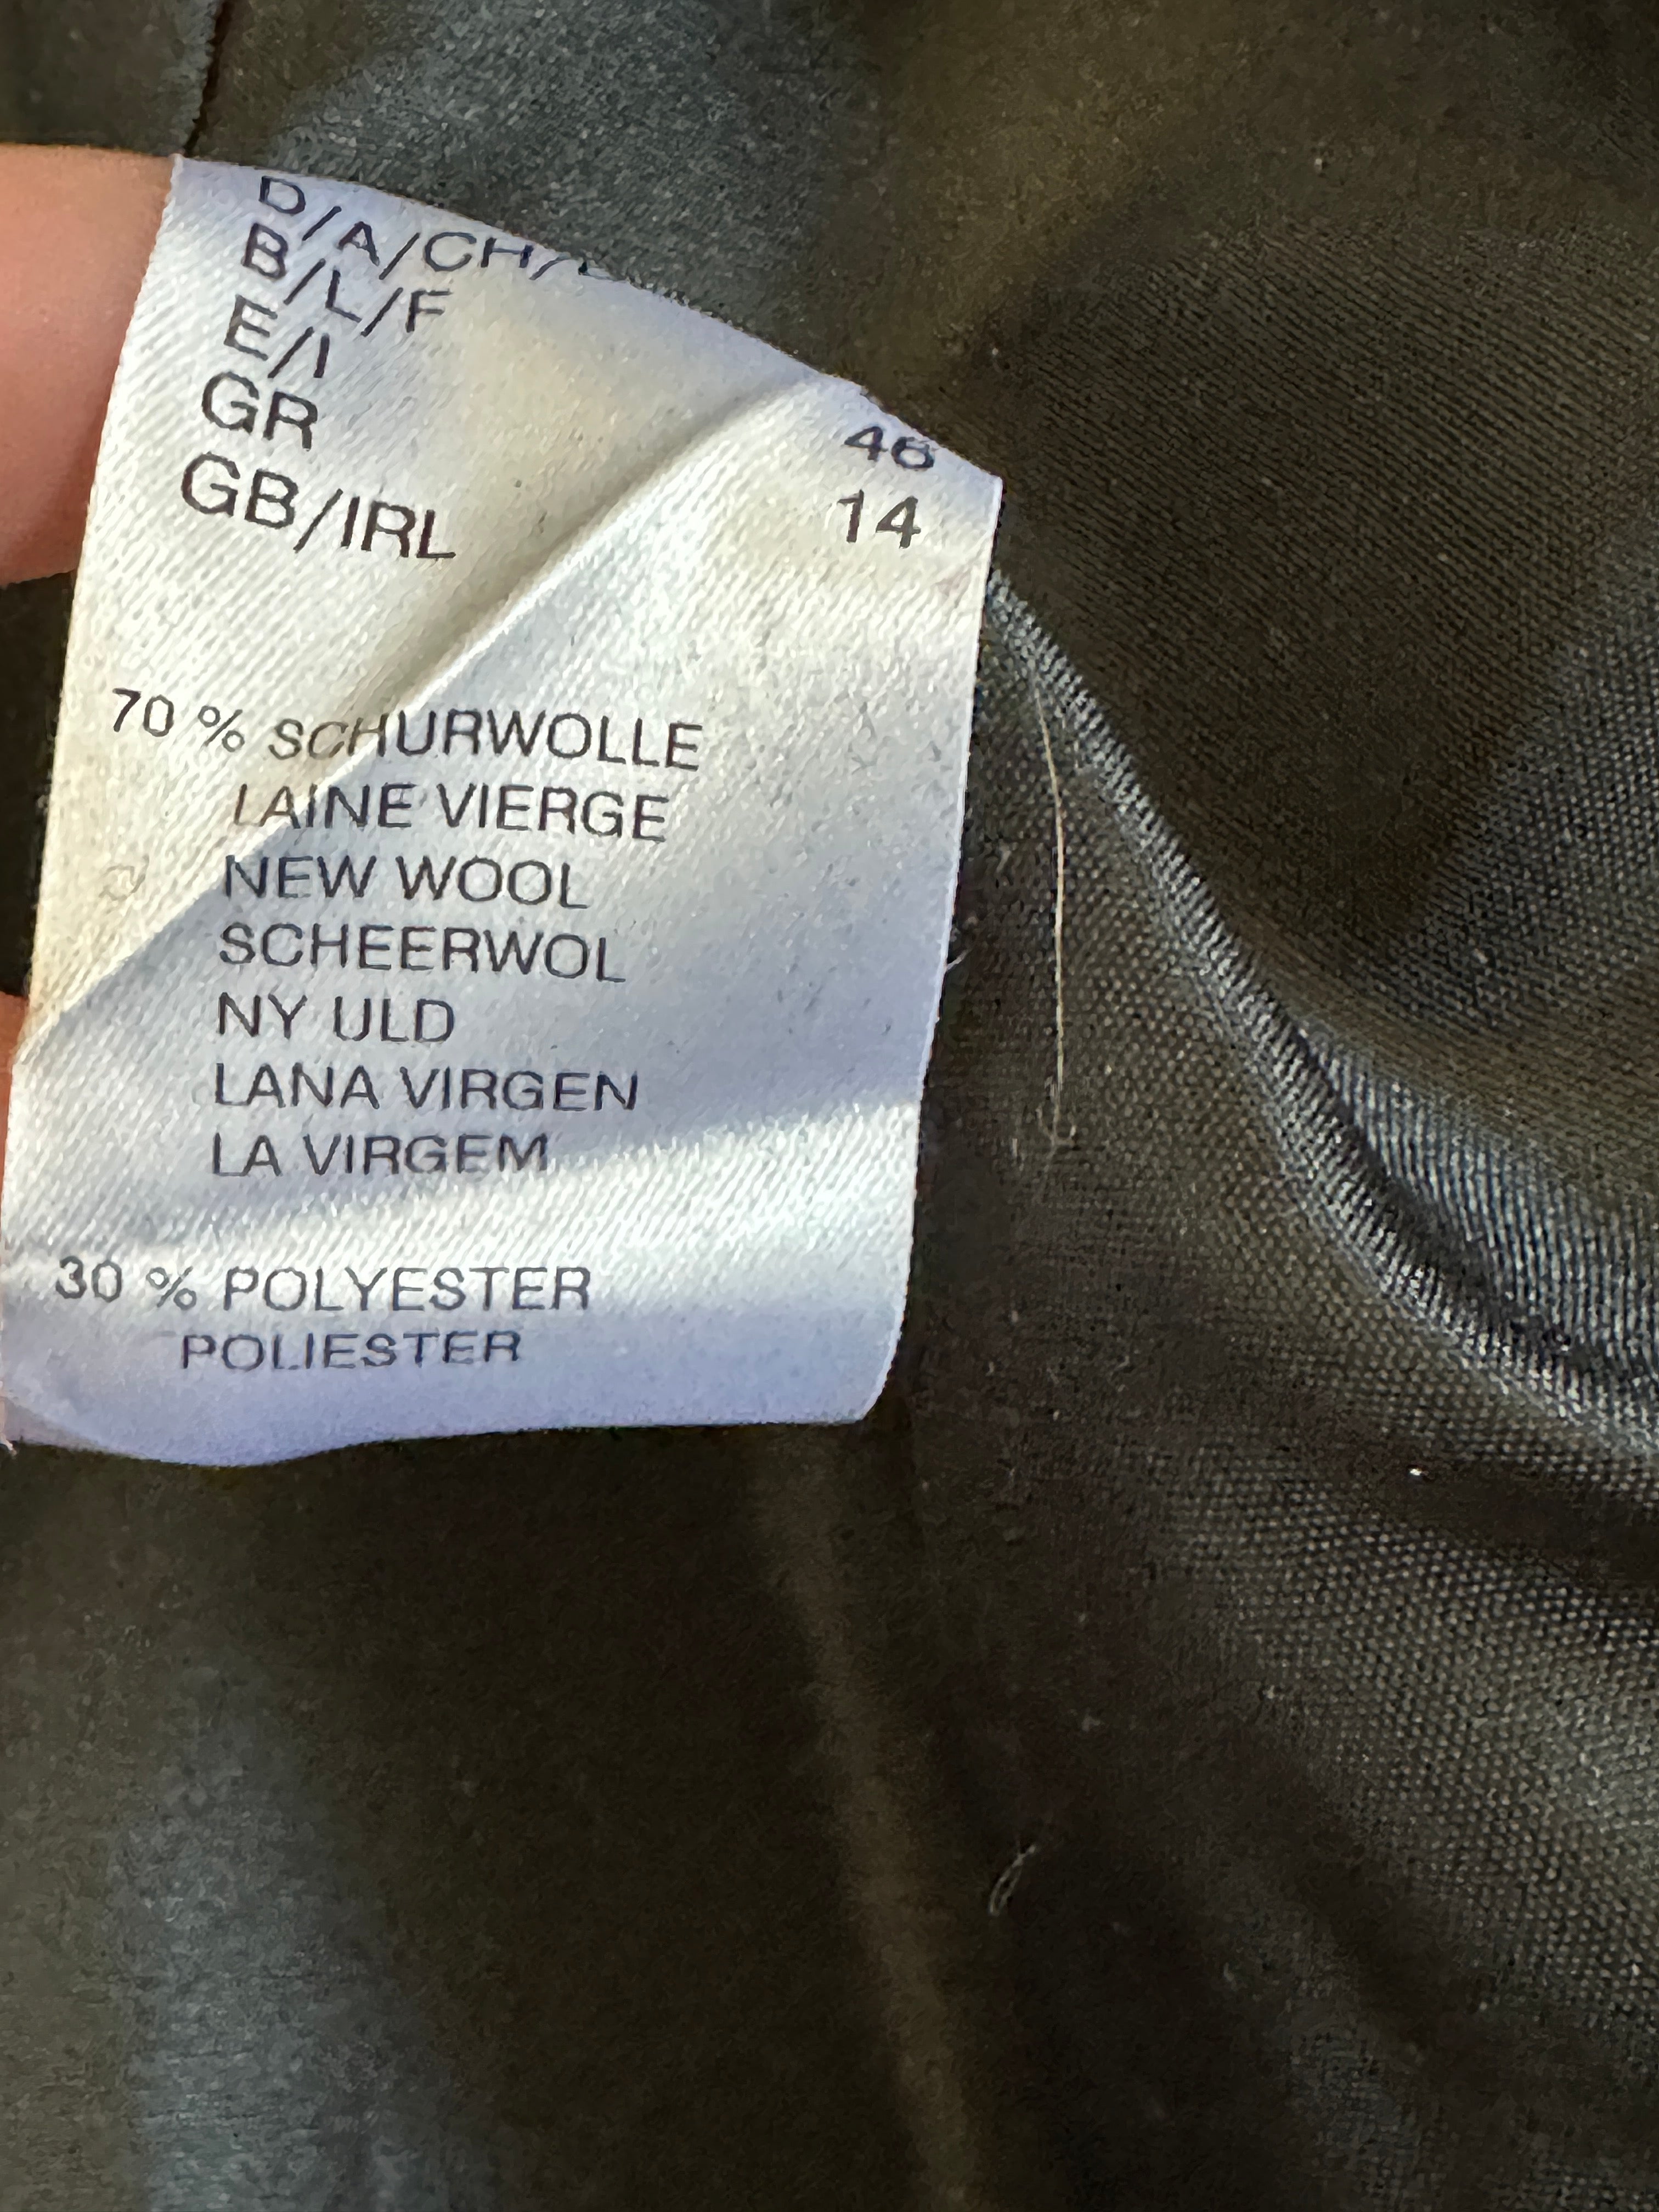 D/A/CH/
B/L/F
E/I
GR 46
GB/IRL 14
70 % SCHURWOLLE
LAINE VIERGE
NEW WOOL
SCHEERWOL
NY ULD
LANA VIRGEN
LA VIRGEM
30 % POLYESTER
POLIESTER